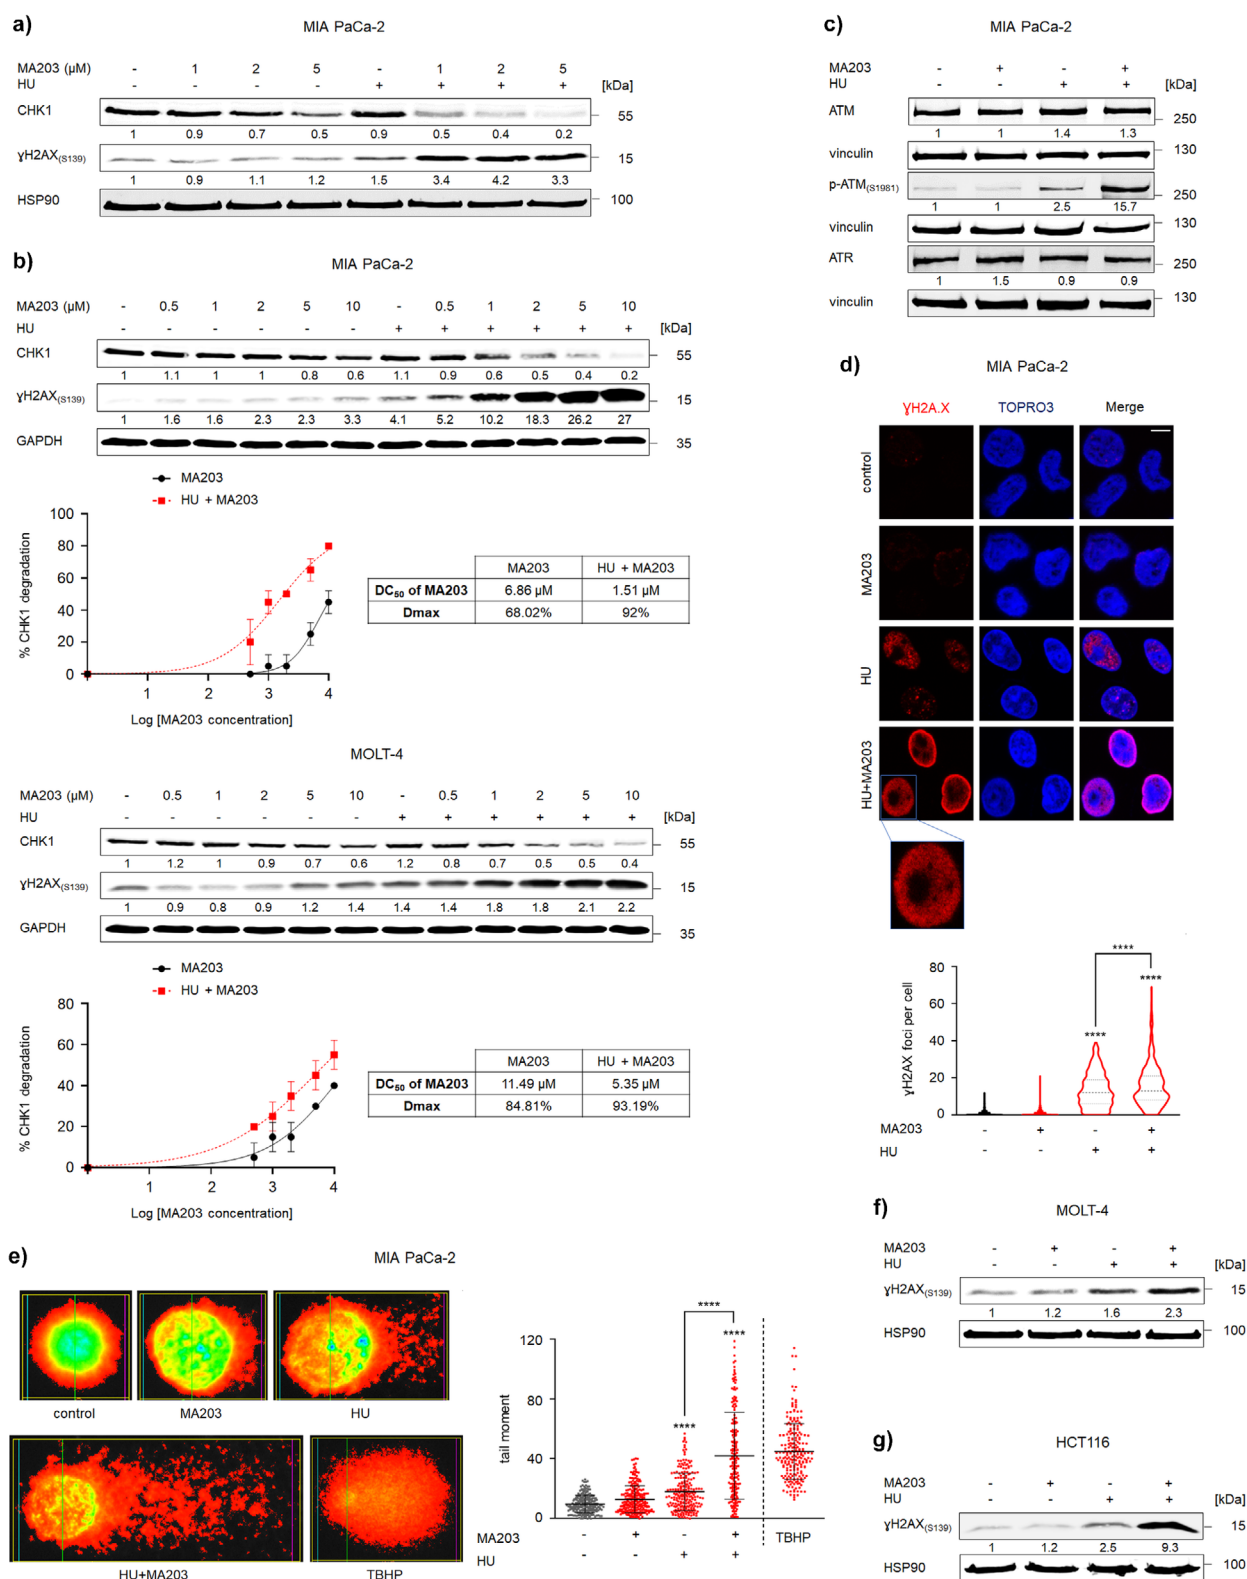 a)
MIA PaCa-2
MA203 (µM) - 1 2 5 - 1 2 5
HU - - - - + + + + [kDa]
CHK1 55
1 0.9 0.7 0.5 0.9 0.5 0.4 0.2
ɣH2AX(S139) 15
1 0.9 1.1 1.2 1.5 3.4 4.2 3.3
HSP90 100
b)
MIA PaCa-2
MA203 (µM) - 0.5 1 2 5 10 - 0.5 1 2 5 10
HU - - - - - - + + + + + + [kDa]
CHK1 55
1 1.1 1 1 0.8 0.6 1.1 0.9 0.6 0.5 0.4 0.2
ɣH2AX(S139) 15
1 1.6 1.6 2.3 2.3 3.3 4.1 5.2 10.2 18.3 26.2 27
GAPDH 35
MA203
HU + MA203
% CHK1 degradation
100
80
60
40
20
0
1 2 3 4
Log [MA203 concentration]
MA203 HU + MA203
DC50 of MA203 6.86 µM 1.51 µM
Dmax 68.02% 92%
MOLT-4
MA203 (µM) - 0.5 1 2 5 10 - 0.5 1 2 5 10
HU - - - - - - + + + + + + [kDa]
CHK1 55
1 1.2 1 0.9 0.7 0.6 1.2 0.8 0.7 0.5 0.5 0.4
ɣH2AX(S139) 15
1 0.9 0.8 0.9 1.2 1.4 1.4 1.4 1.8 1.8 2.1 2.2
GAPDH 35
MA203
HU + MA203
% CHK1 degradation
80
60
40
20
0
1 2 3 4
Log [MA203 concentration]
MA203 HU + MA203
DC50 of MA203 11.49 µM 5.35 µM
Dmax 84.81% 93.19%
c)
MIA PaCa-2
MA203 - + - +
HU - - + + [kDa]
ATM 250
1 1 1.4 1.3
vinculin 130
p-ATM(S1981) 250
1 1 2.5 15.7
vinculin 130
ATR 250
1 1.5 0.9 0.9
vinculin 130
d)
MIA PaCa-2
ɣH2A.X TOPRO3 Merge
control
MA203
HU
HU+MA203
ɣH2AX foci per cell
80
60
40
20
0
****
****
****
MA203 - + - +
HU - - + +
e)
MIA PaCa-2
control MA203 HU
HU+MA203 TBHP
tail moment
120
80
40
0
****
****
****
MA203 - + - + TBHP
HU - - + +
f)
MOLT-4
MA203 - + - +
HU - - + + [kDa]
ɣH2AX(S139) 15
1 1.2 1.6 2.3
HSP90 100
g)
HCT116
MA203 - + - +
HU - - + + [kDa]
ɣH2AX(S139) 15
1 1.2 2.5 9.3
HSP90 100